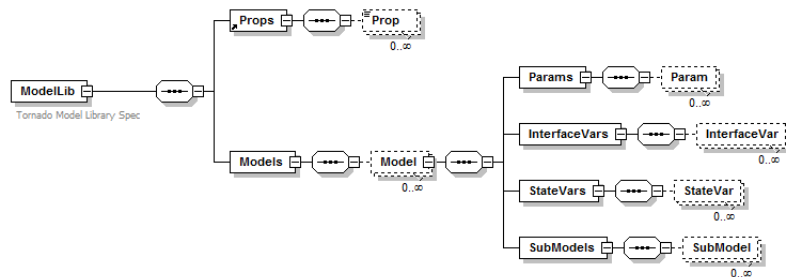 Props
Prop
0..∞
ModelLib
Tornado Model Library Spec
Params
Param
0..∞
InterfaceVars
InterfaceVar
0..∞
Models
Model
0..∞
StateVars
StateVar
0..∞
SubModels
SubModel
0..∞